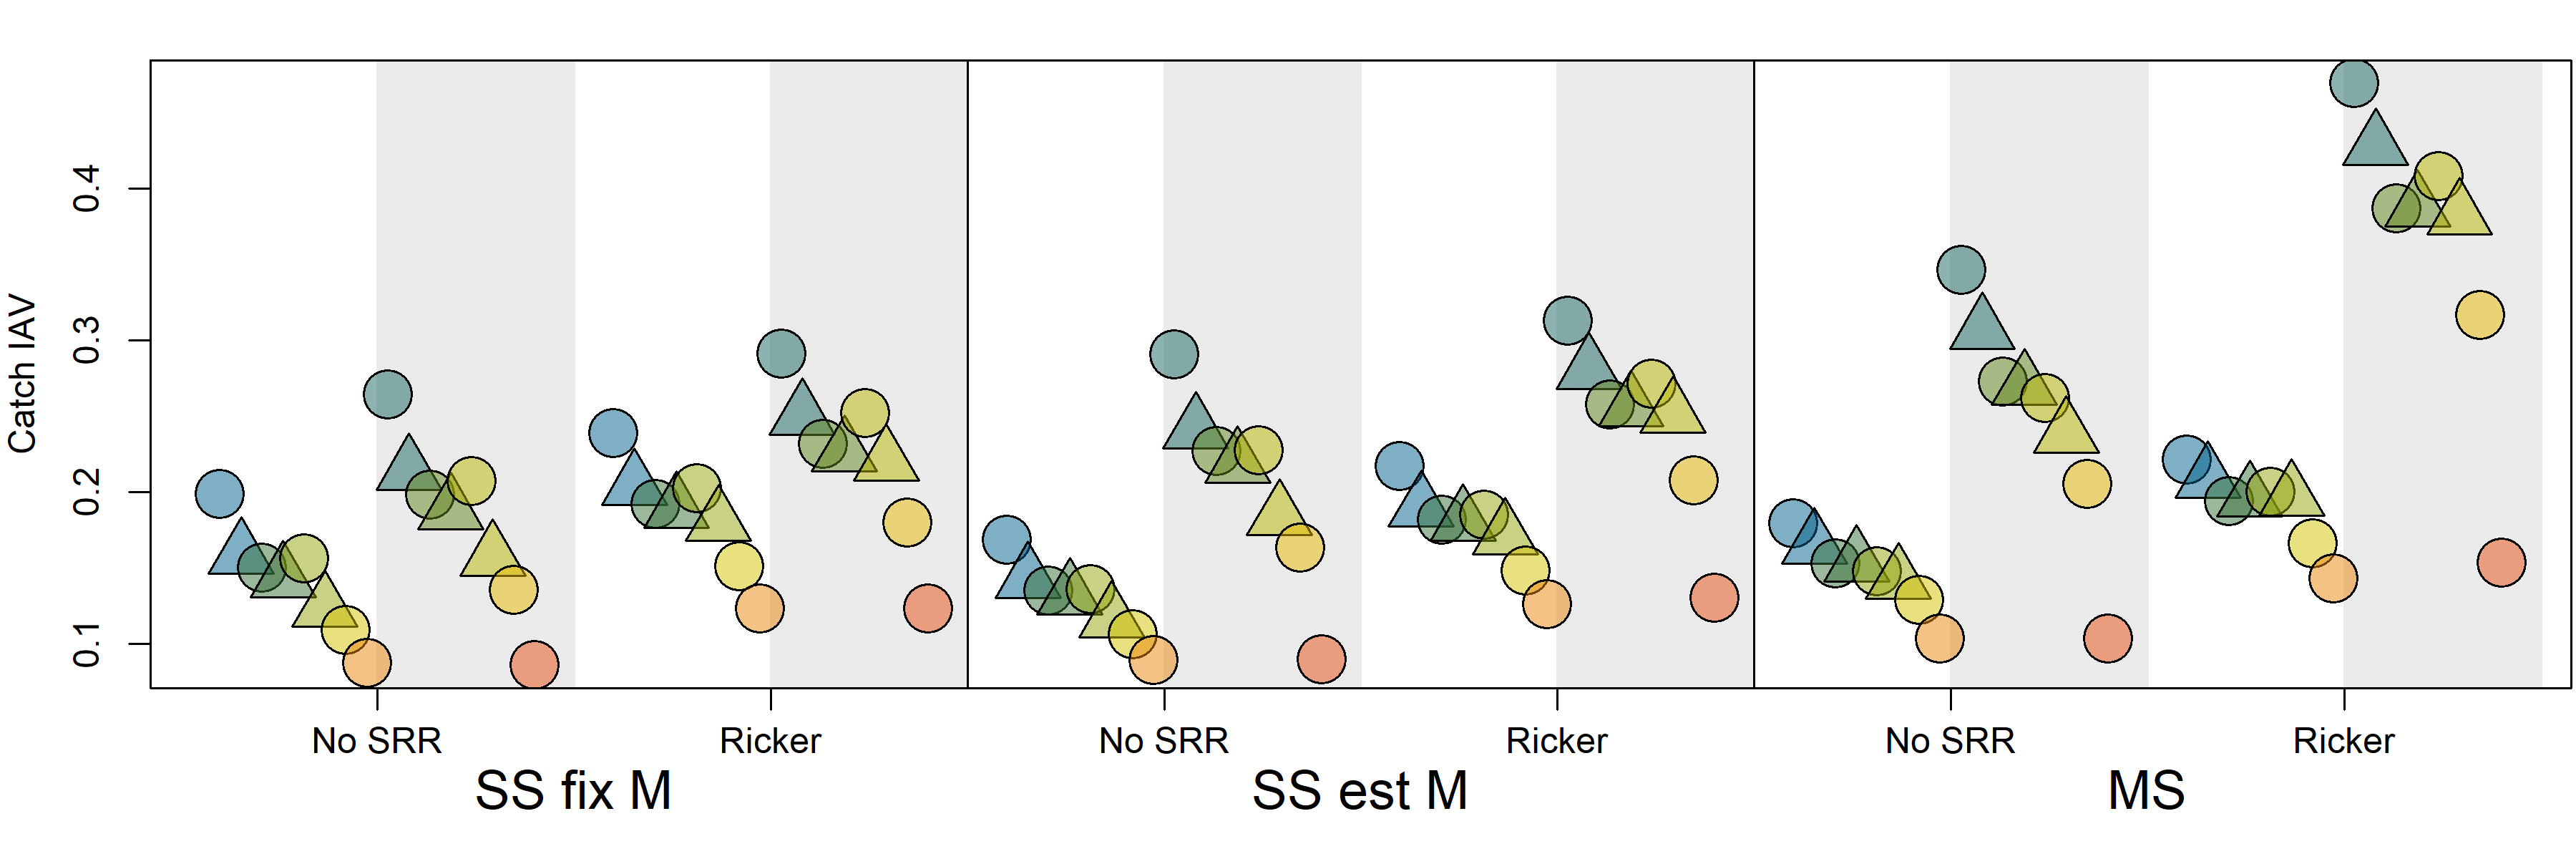 Catch IAV
0.4
0.3
0.2
0.1
No SRR Ricker No SRR Ricker No SRR Ricker
SS fix M SS est M MS